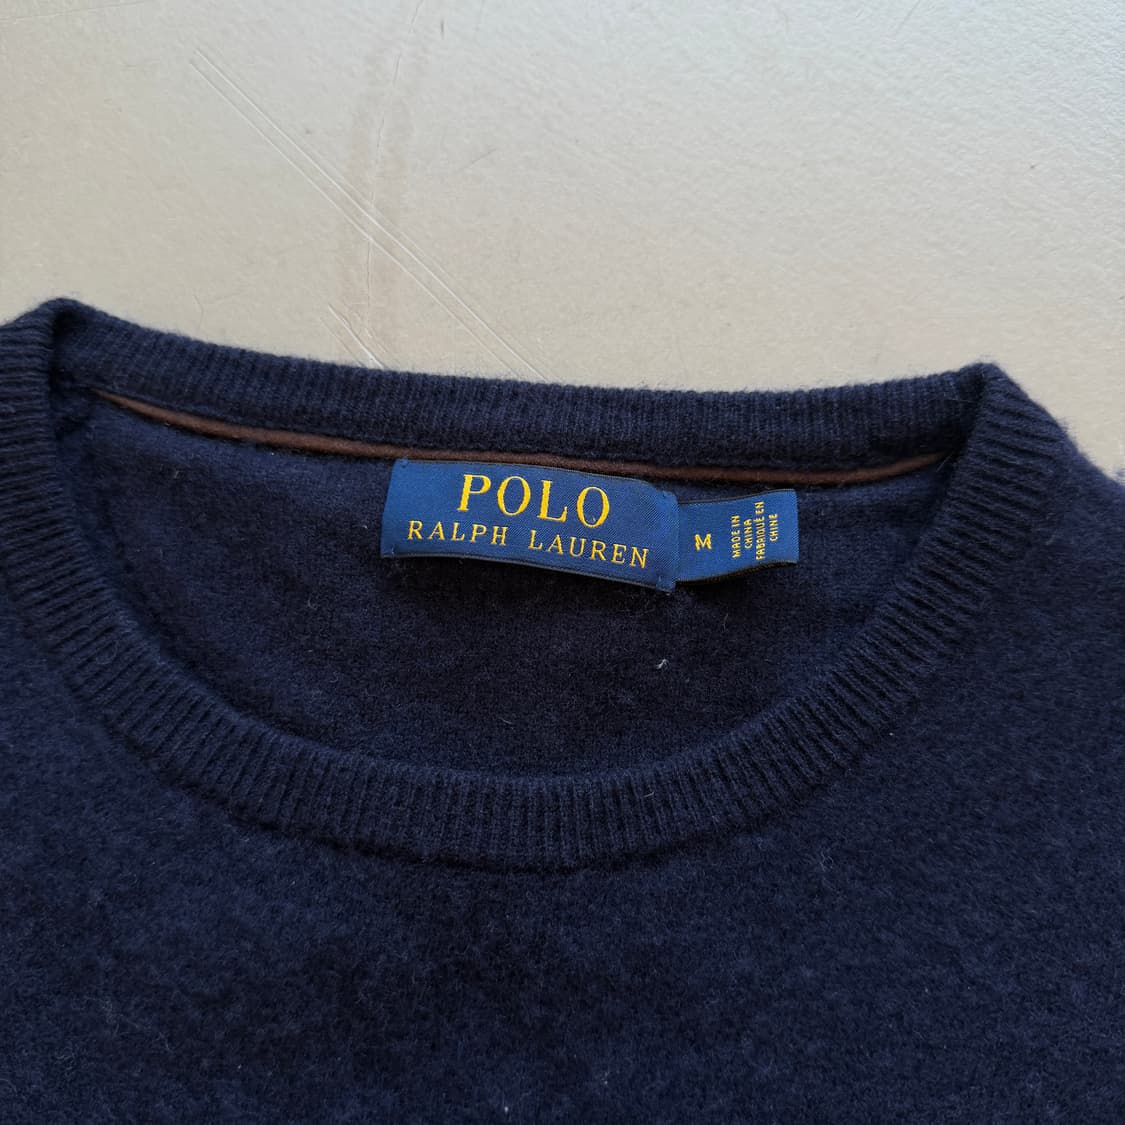 POLO
RALPH LAUREN
M
MADE IN
CHINA
FABRIQUÉ EN
CHINE